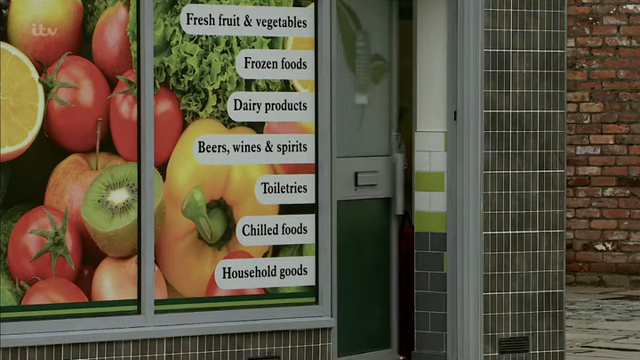 itv
Fresh fruit & vegetables
Frozen foods
Dairy products
Beers, wines & spirits
Toiletries
Chilled foods
Household goods